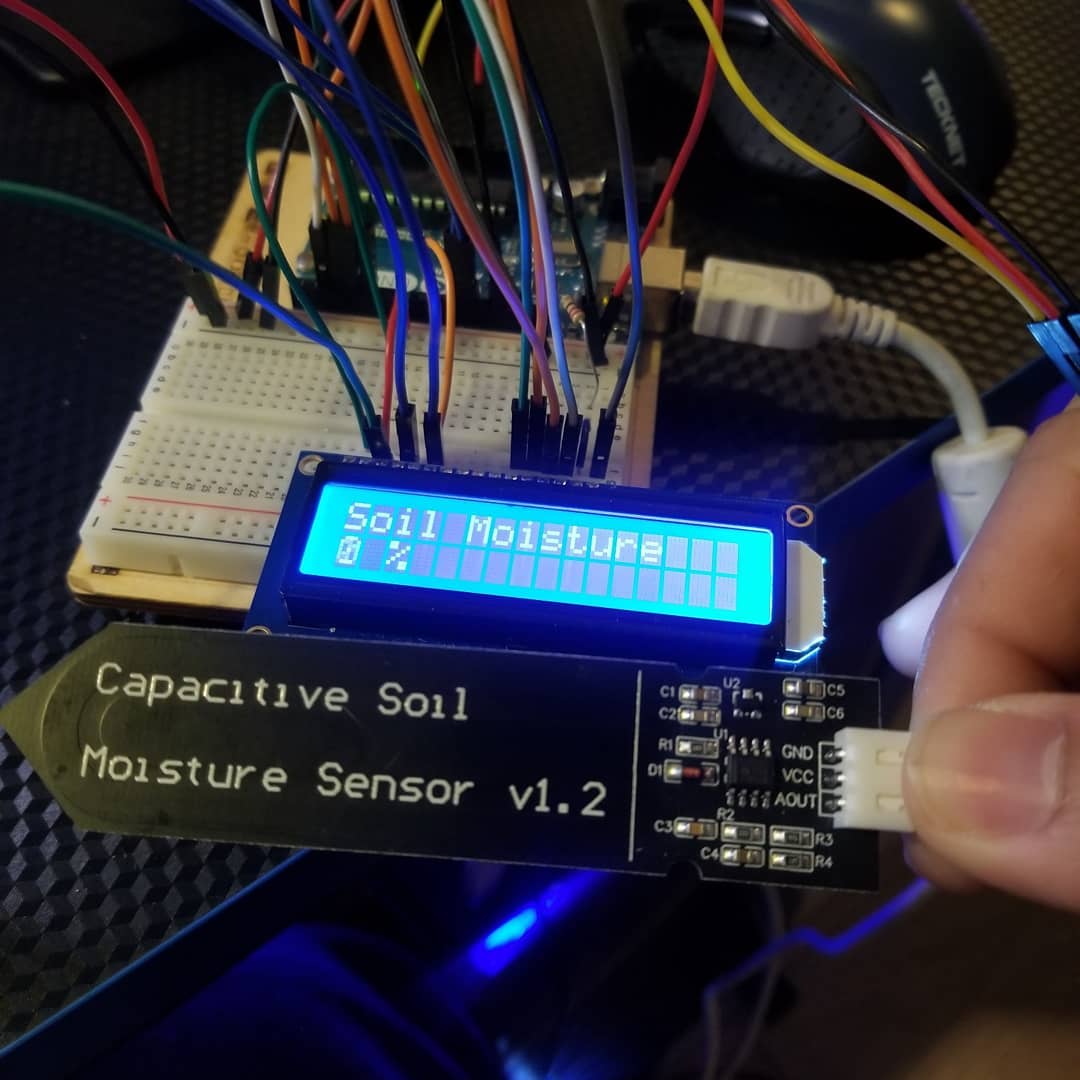 TECKNET
Soil Moisture
0 %
Capacitive Soil
Moisture Sensor v1.2
C1
U2
C5
C2
C6
R1
U1
GND
D1
VCC
AOUT
R2
C3
R3
C4
R4